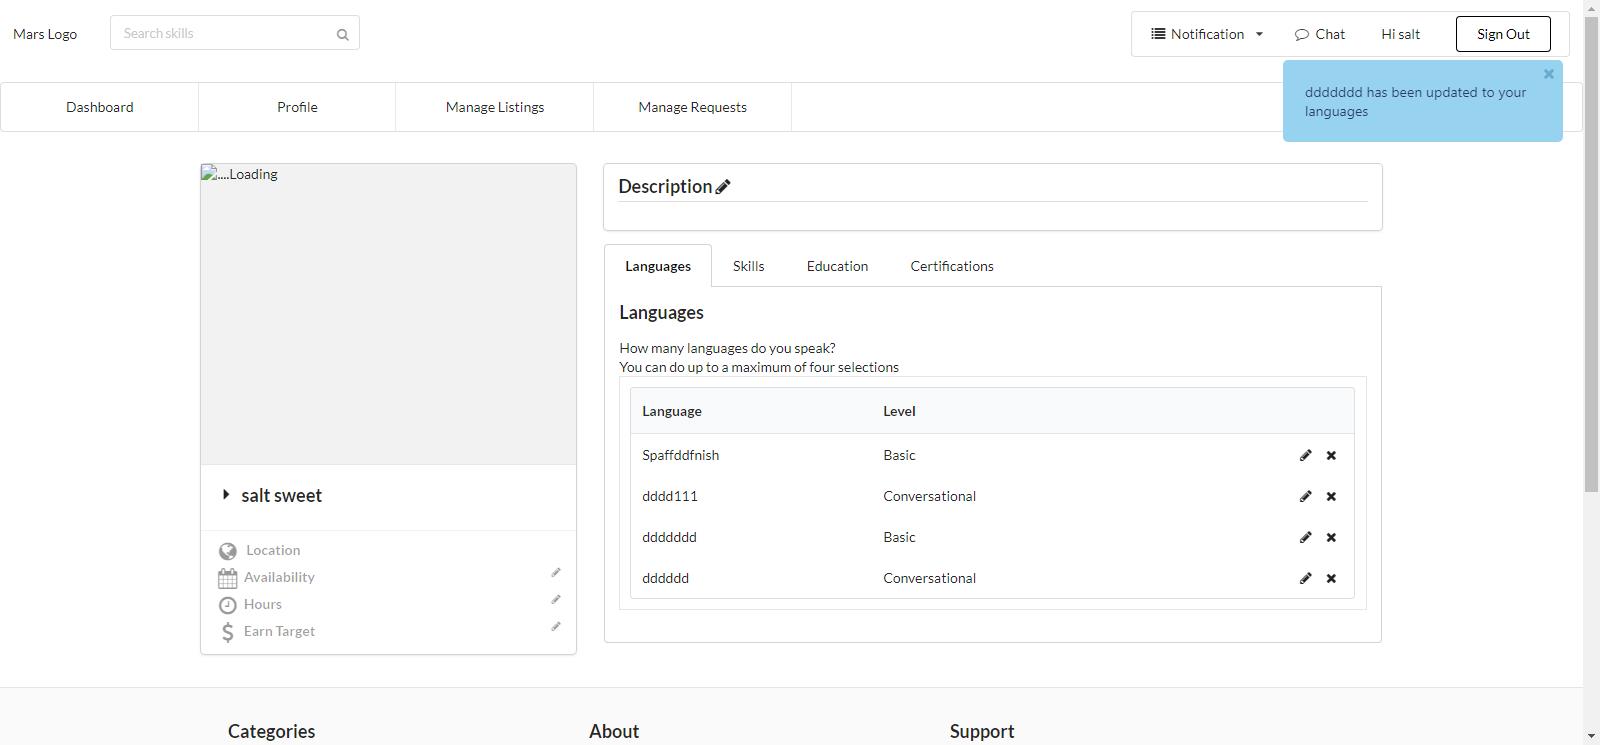 Mars Logo
Search skills
Notification
Chat
Hi salt
Sign Out
ddddddd has been updated to your
languages
Dashboard
Profile
Manage Listings
Manage Requests
....Loading
Description
Languages
Skills
Education
Certifications
Languages
How many languages do you speak?
You can do up to a maximum of four selections
Language Level
Spaffddfnish Basic
dddd111 Conversational
ddddddd Basic
dddddd Conversational
salt sweet
Location
Availability
Hours
Earn Target
Categories
About
Support